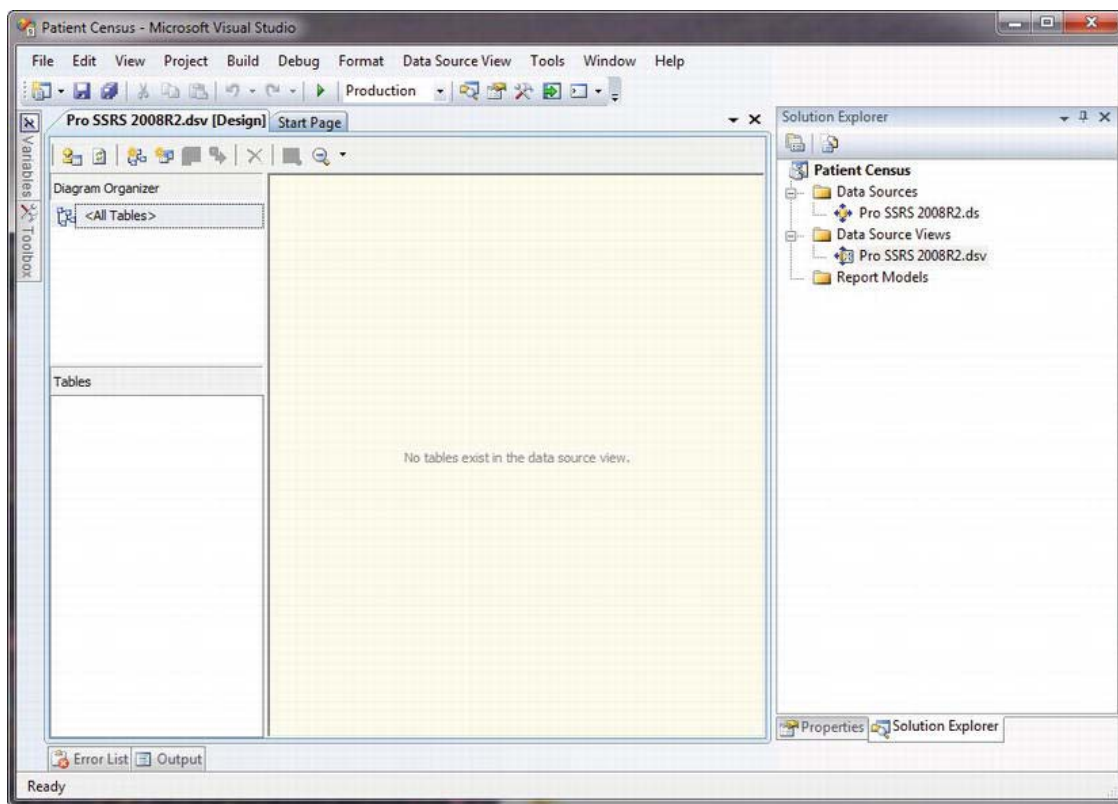 Patient Census - Microsoft Visual Studio
File Edit View Project Build Debug Format Data Source View Tools Window Help
Production
Variables
Toolbox
Pro SSRS 2008R2.dsv [Design] Start Page
Diagram Organizer
<All Tables>
Tables
No tables exist in the data source view.
Solution Explorer
Patient Census
Data Sources
Pro SSRS 2008R2.ds
Data Source Views
Pro SSRS 2008R2.dsv
Report Models
Properties Solution Explorer
Error List Output
Ready